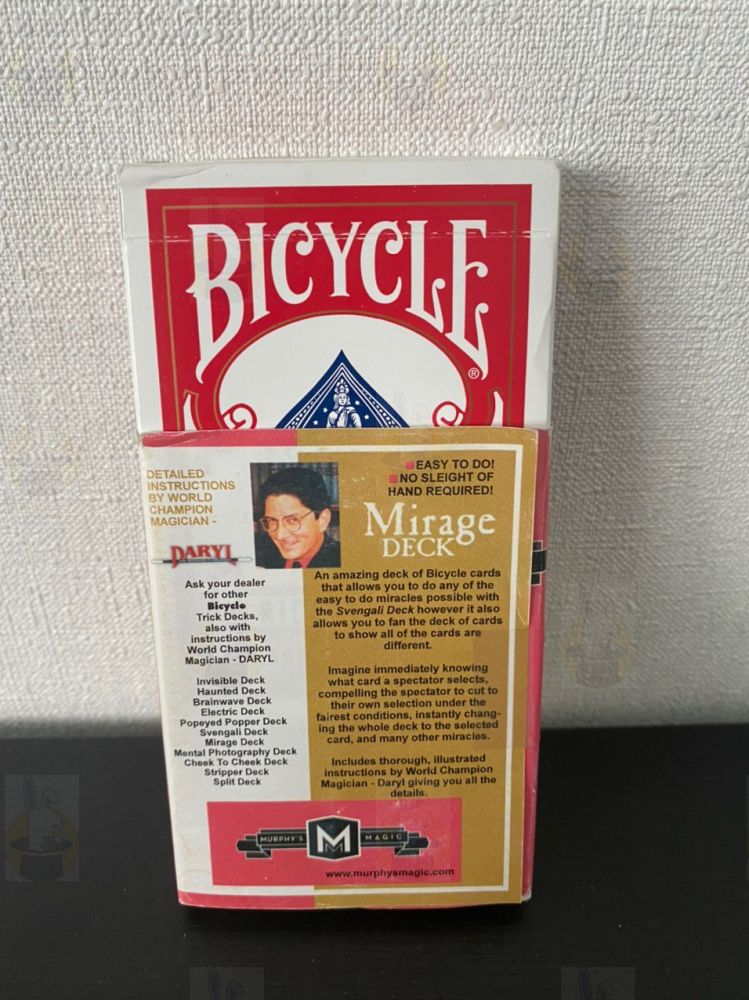 BICYCLE
®
DETAILED
INSTRUCTIONS
BY WORLD
CHAMPION
MAGICIAN -
DARYL
Ask your dealer
for other
Bicycle
Trick Decks,
also with
instructions by
World Champion
Magician - DARYL
Invisible Deck
Haunted Deck
Brainwave Deck
Electric Deck
Popeyed Popper Deck
Svengali Deck
Mirage Deck
Mental Photography Deck
Cheek To Cheek Deck
Stripper Deck
Split Deck
EASY TO DO!
NO SLEIGHT OF
HAND REQUIRED!
Mirage
DECK
An amazing deck of Bicycle cards
that allows you to do any of the
easy to do miracles possible with
the Svengali Deck however it also
allows you to fan the deck of cards
to show all of the cards are
different.
Imagine immediately knowing
what card a spectator selects,
compelling the spectator to cut to
their own selection under the
fairest conditions, instantly chang-
ing the whole deck to the selected
card, and many other miracles.
Includes thorough, illustrated
instructions by World Champion
Magician - Daryl giving you all the
details.
MURPHY'S M MAGIC
www.murphysmagic.com